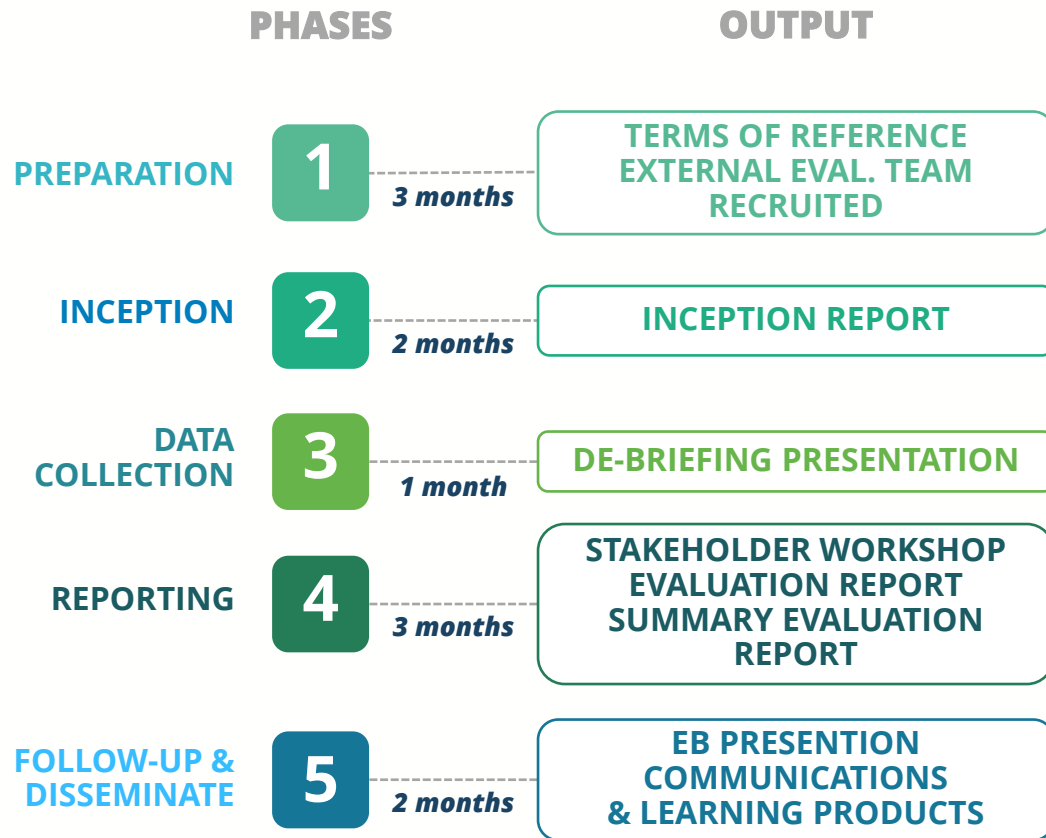 PHASES
OUTPUT
PREPARATION
1
3 months
TERMS OF REFERENCE
EXTERNAL EVAL. TEAM
RECRUITED
INCEPTION
2
2 months
INCEPTION REPORT
DATA
COLLECTION
3
1 month
DE-BRIEFING PRESENTATION
REPORTING
4
3 months
STAKEHOLDER WORKSHOP
EVALUATION REPORT
SUMMARY EVALUATION
REPORT
FOLLOW-UP &
DISSEMINATE
5
2 months
EB PRESENTION
COMMUNICATIONS
& LEARNING PRODUCTS